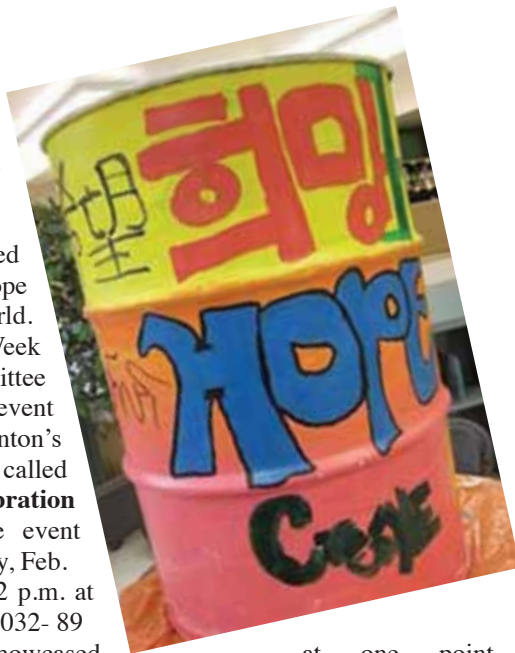 ed
ope
rld.
Week
ittee
event
nton's
called
oration
e event
y, Feb.
2 p.m. at
032- 89
howcased
at one point
望 희망
HOPE